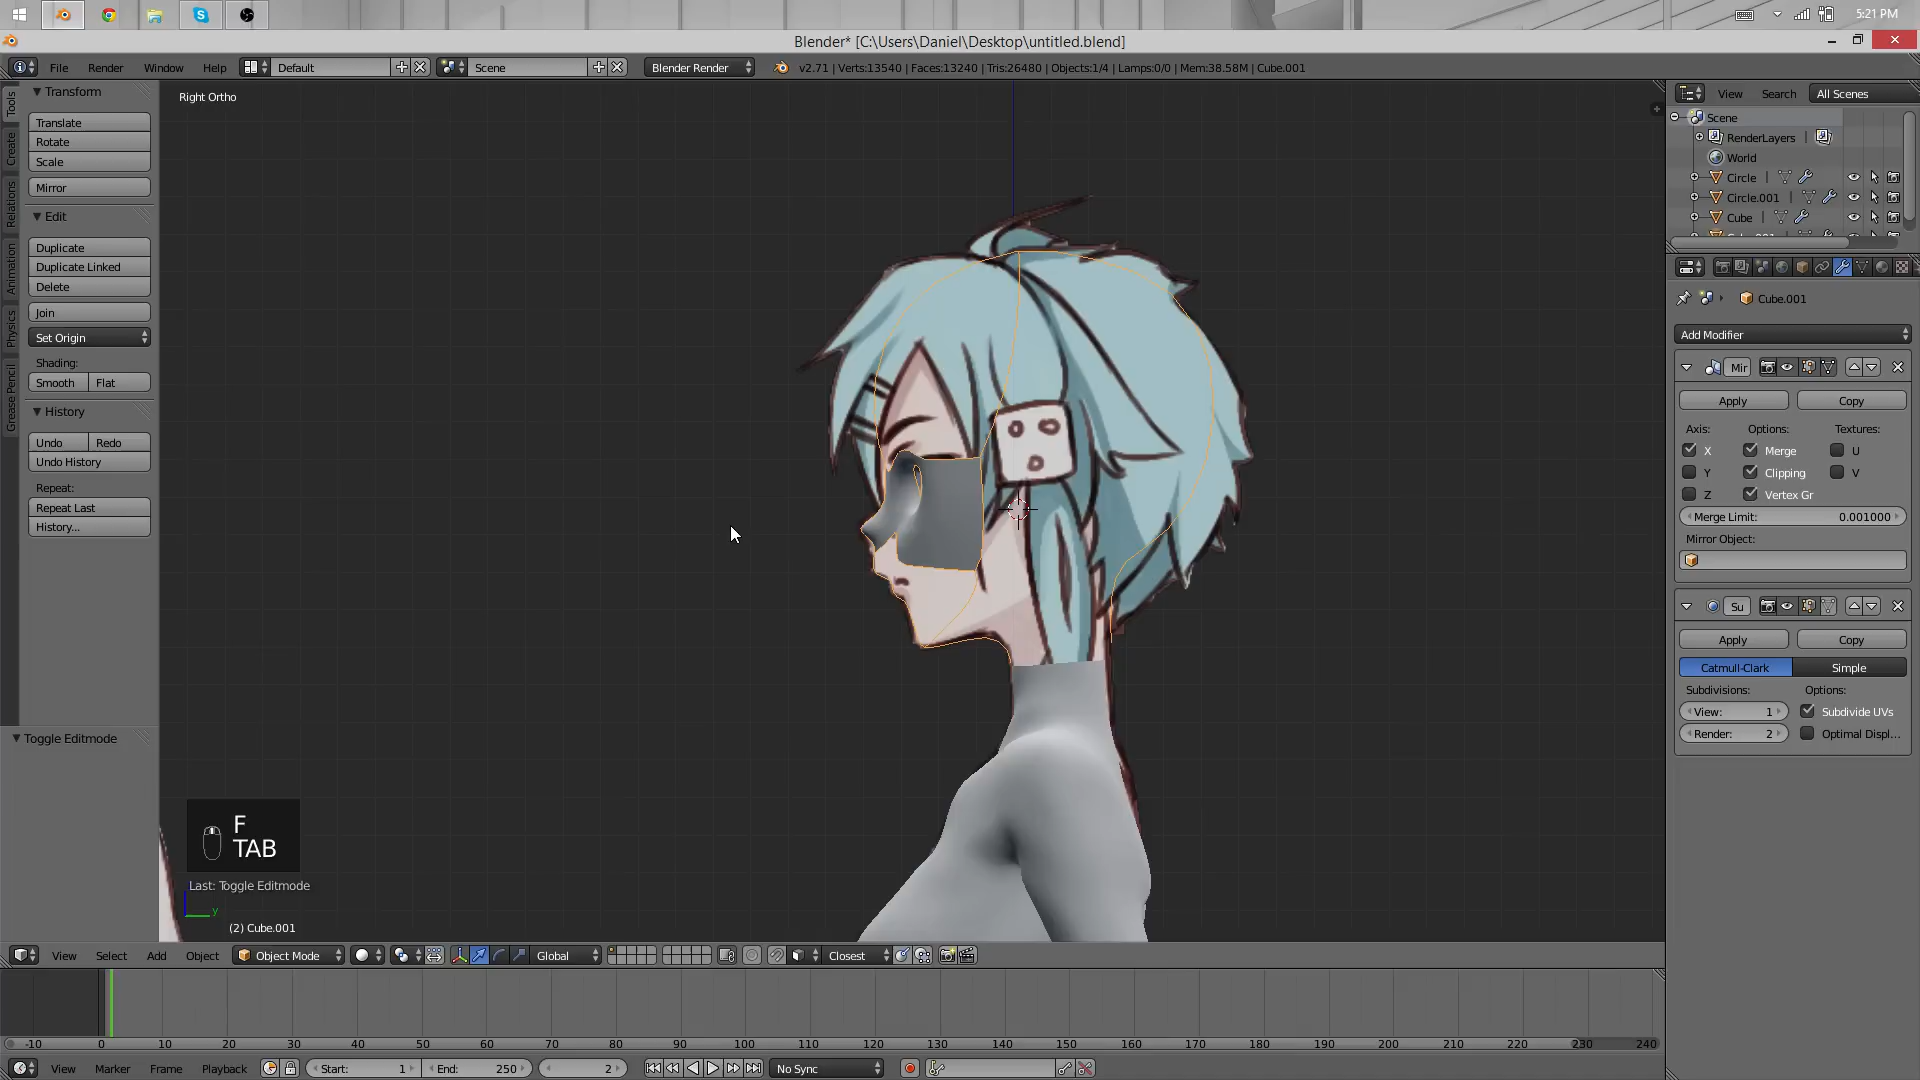 5:21 PM
Blender* [C:\Users\Daniel\Desktop\untitled.blend]
File Render Window Help Default Scene Blender Render v2.71 | Verts:13540 | Faces:13240 | Tris:26480 | Objects:1/4 | Lamps:0/0 | Mem:38.58M | Cube.001
Tools
Create
Relations
Animation
Physics
Grease Pencil
Transform
Translate
Rotate
Scale
Mirror
Edit
Duplicate
Duplicate Linked
Delete
Join
Set Origin
Shading:
Smooth Flat
History
Undo Redo
Undo History
Repeat:
Repeat Last
History...
Toggle Editmode
Right Ortho
F
TAB
Last: Toggle Editmode
y
(2) Cube.001
View Search All Scenes
Scene
RenderLayers
World
Circle
Circle.001
Cube
Cube.001
Add Modifier
Mir
Apply Copy
Axis: Options: Textures:
X Merge U
Y Clipping V
Z Vertex Gr
Merge Limit: 0.001000
Mirror Object:
Su
Apply Copy
Catmull-Clark Simple
Subdivisions: Options:
View: 1 Subdivide UVs
Render: 2 Optimal Displ...
View Select Add Object Object Mode Global Closest
-10 0 10 20 30 40 50 60 70 80 90 100 110 120 130 140 150 160 170 180 190 200 210 220 230 240
View Marker Frame Playback Start: 1 End: 250 2 No Sync